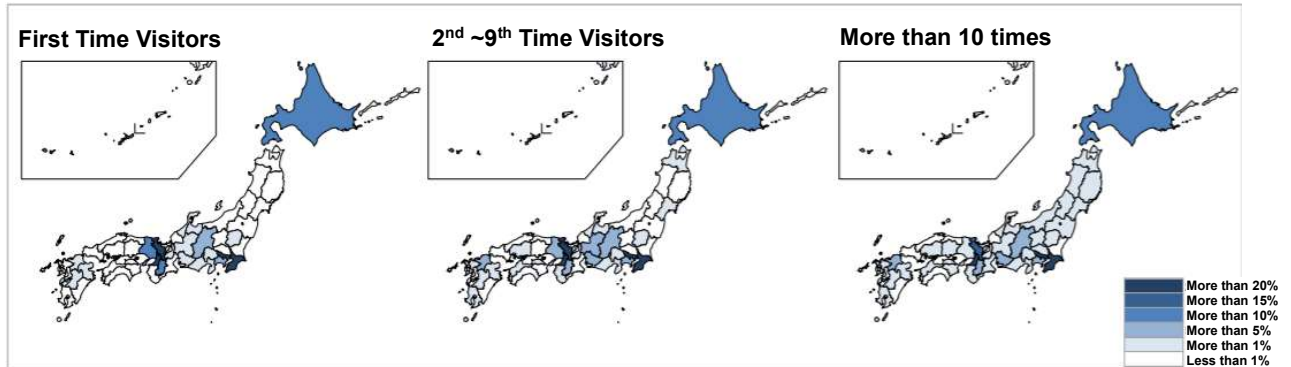 First Time Visitors
2nd ~9th Time Visitors
More than 10 times
More than 20%
More than 15%
More than 10%
More than 5%
More than 1%
Less than 1%